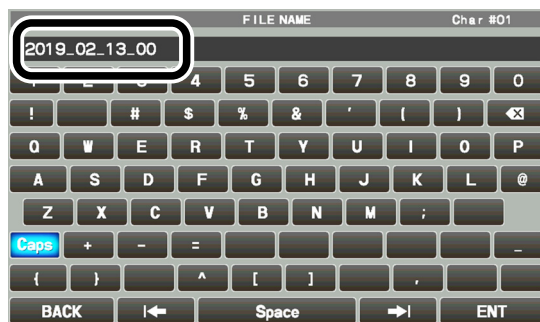 FILE NAME Char #01
2019_02_13_00
4 5 6 7 8 9 0
! # $ % & ' ( )
Q W E R T Y U I O P
A S D F G H J K L @
Z X C V B N M ;
Caps + - = _
{ } ^ [ ] ,
BACK Space ENT